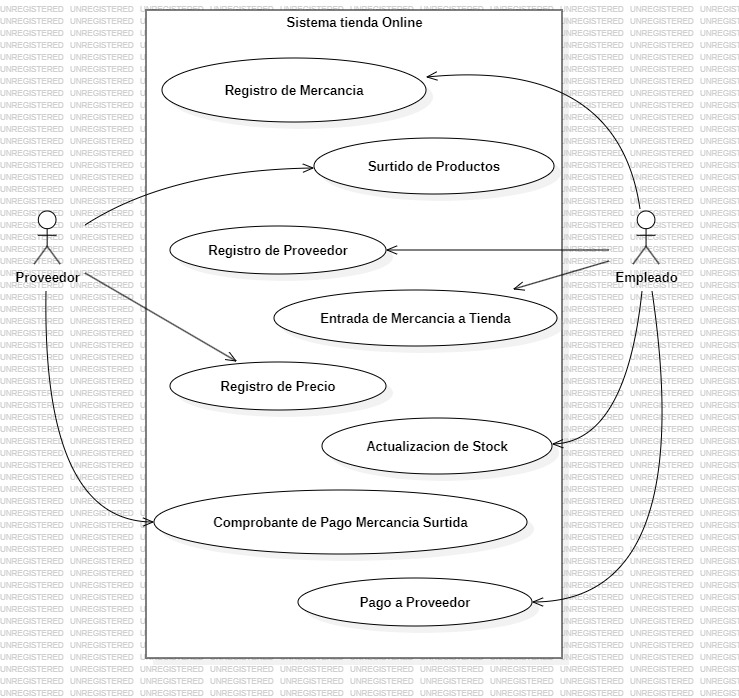 Sistema tienda Online
Registro de Mercancia
Surtido de Productos
Registro de Proveedor
Proveedor
Empleado
Entrada de Mercancia a Tienda
Registro de Precio
Actualizacion de Stock
Comprobante de Pago Mercancia Surtida
Pago a Proveedor
UNREGISTERED